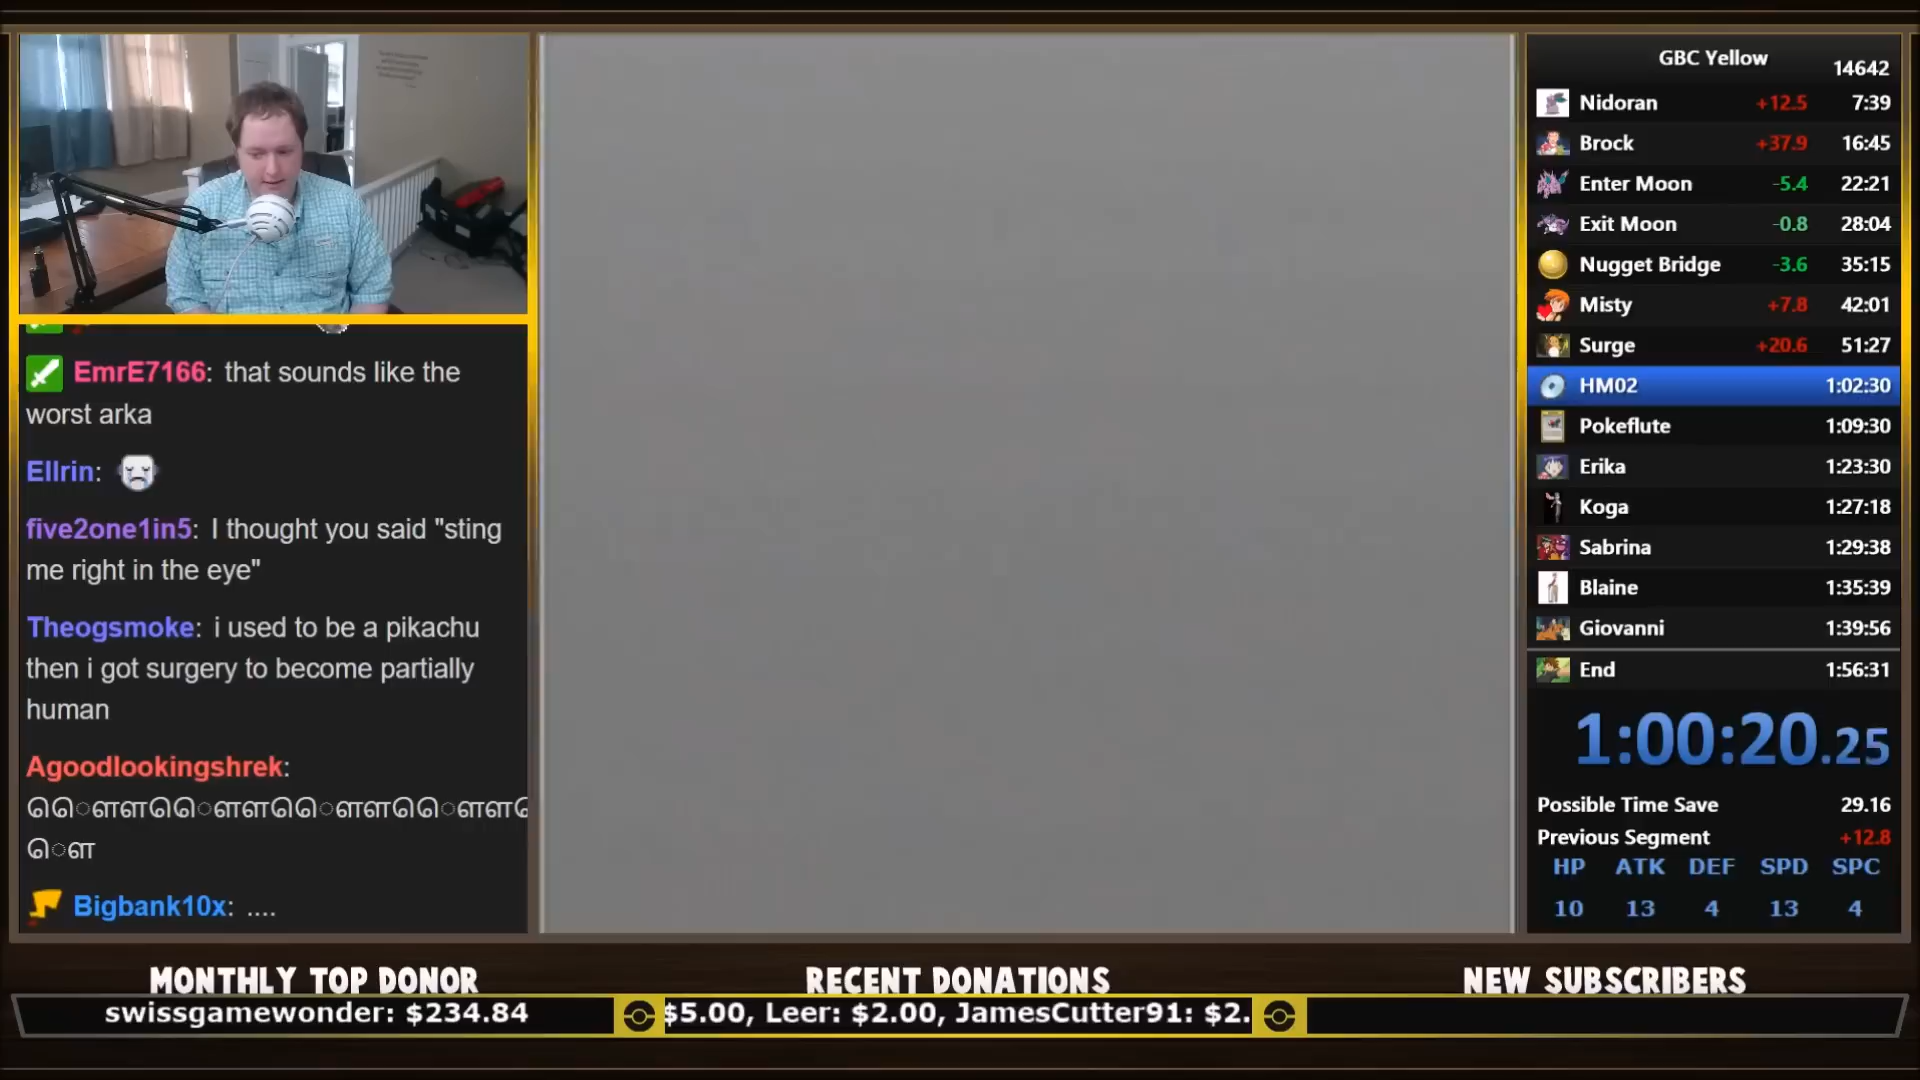 EmrE7166: that sounds like the
worst arka
Ellrin:
five2one1in5: I thought you said "sting
me right in the eye"
Theogsmoke: i used to be a pikachu
then i got surgery to become partially
human
Agoodlookingshrek:
Bigbank10x: ....
GBC Yellow 14642
Nidoran +12.5 7:39
Brock +37.9 16:45
Enter Moon -5.4 22:21
Exit Moon -0.8 28:04
Nugget Bridge -3.6 35:15
Misty +7.8 42:01
Surge +20.6 51:27
HM02 1:02:30
Pokeflute 1:09:30
Erika 1:23:30
Koga 1:27:18
Sabrina 1:29:38
Blaine 1:35:39
Giovanni 1:39:56
End 1:56:31
1:00:20.25
Possible Time Save 29.16
Previous Segment +12.8
HP ATK DEF SPD SPC
10 13 4 13 4
MONTHLY TOP DONOR RECENT DONATIONS NEW SUBSCRIBERS
swissgamewonder: $234.84 $5.00, Leer: $2.00, JamesCutter91: $2.